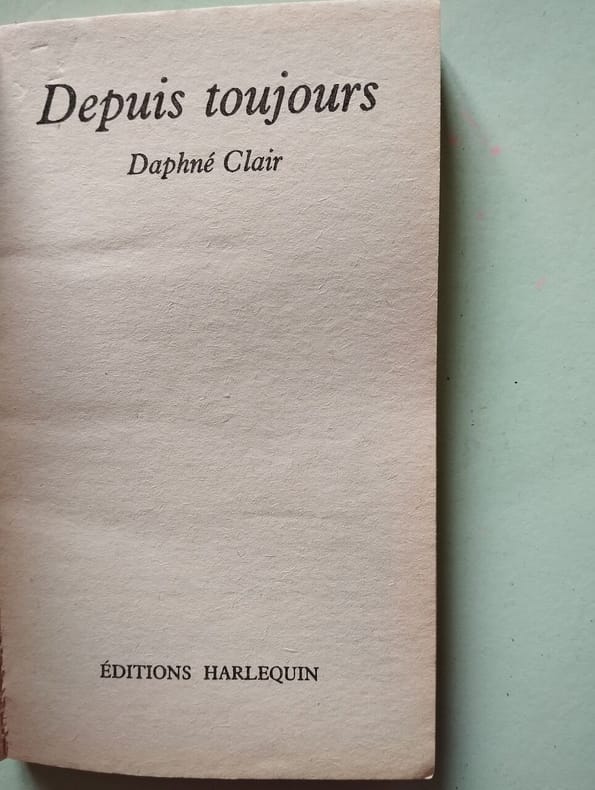 Depuis toujours
Daphné Clair
ÉDITIONS HARLEQUIN